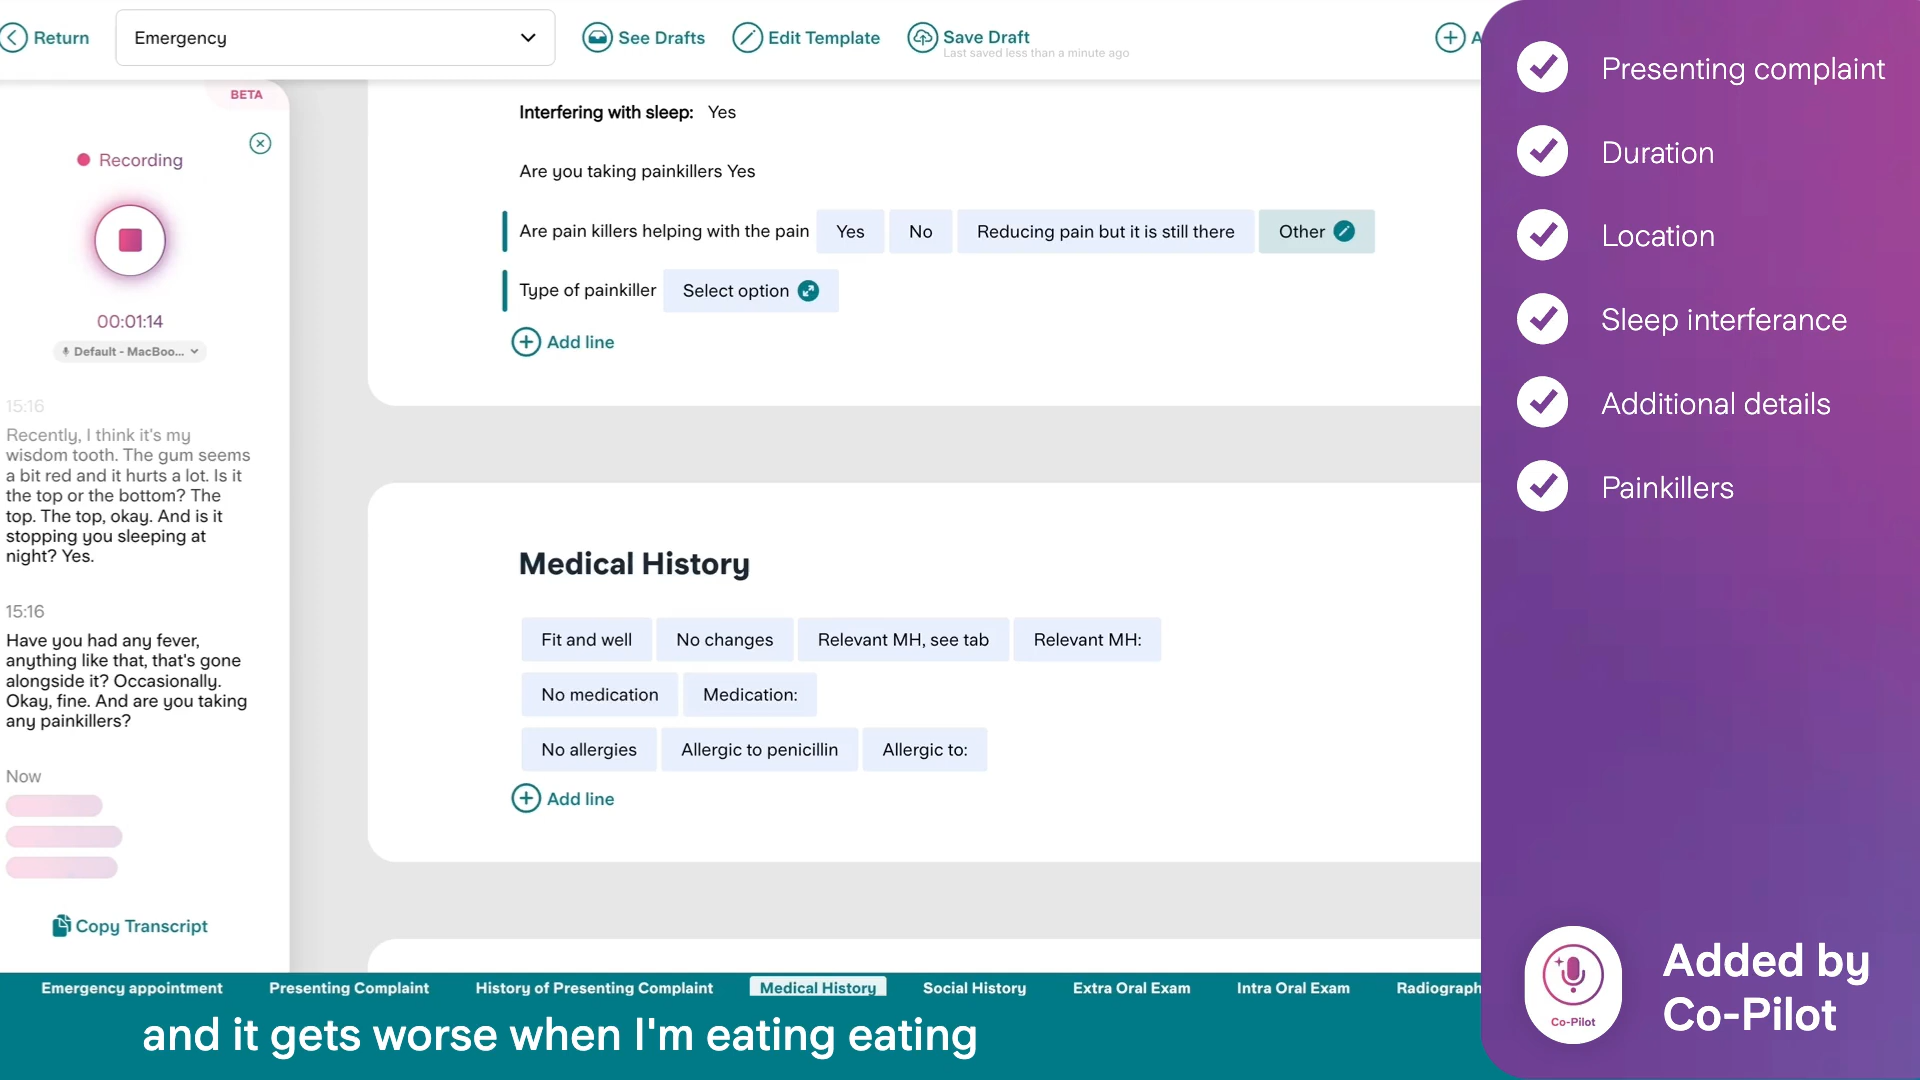 Return
Emergency
See Drafts
Edit Template
Save Draft
Last saved less than a minute ago
BETA
Recording
00:01:14
Default - MacBoo...
15:16
Recently, I think it's my
wisdom tooth. The gum seems
a bit red and it hurts a lot. Is it
the top or the bottom? The
top. The top, okay. And is it
stopping you sleeping at
night? Yes.
15:16
Have you had any fever,
anything like that, that's gone
alongside it? Occasionally.
Okay, fine. And are you taking
any painkillers?
Now
Copy Transcript
Interfering with sleep: Yes
Are you taking painkillers Yes
Are pain killers helping with the pain Yes No Reducing pain but it is still there Other
Type of painkiller Select option
Add line
Medical History
Fit and well No changes Relevant MH, see tab Relevant MH:
No medication Medication:
No allergies Allergic to penicillin Allergic to:
Add line
Emergency appointment Presenting Complaint History of Presenting Complaint Medical History Social History Extra Oral Exam Intra Oral Exam Radiograph
and it gets worse when I'm eating eating
Presenting complaint
Duration
Location
Sleep interferance
Additional details
Painkillers
Co-Pilot
Added by
Co-Pilot